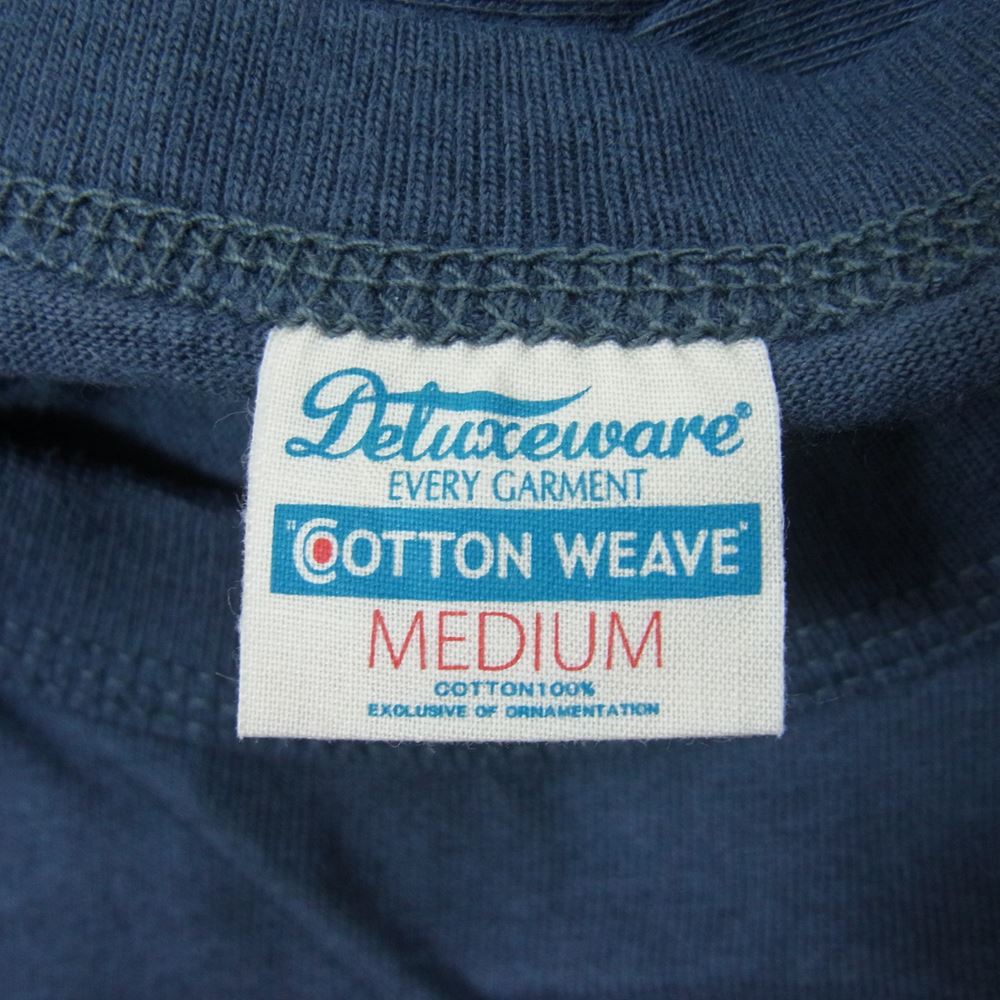 Deluxeware®
EVERY GARMENT
"COTTON WEAVE"
MEDIUM
COTTON100%
EXCLUSIVE OF ORNAMENTATION